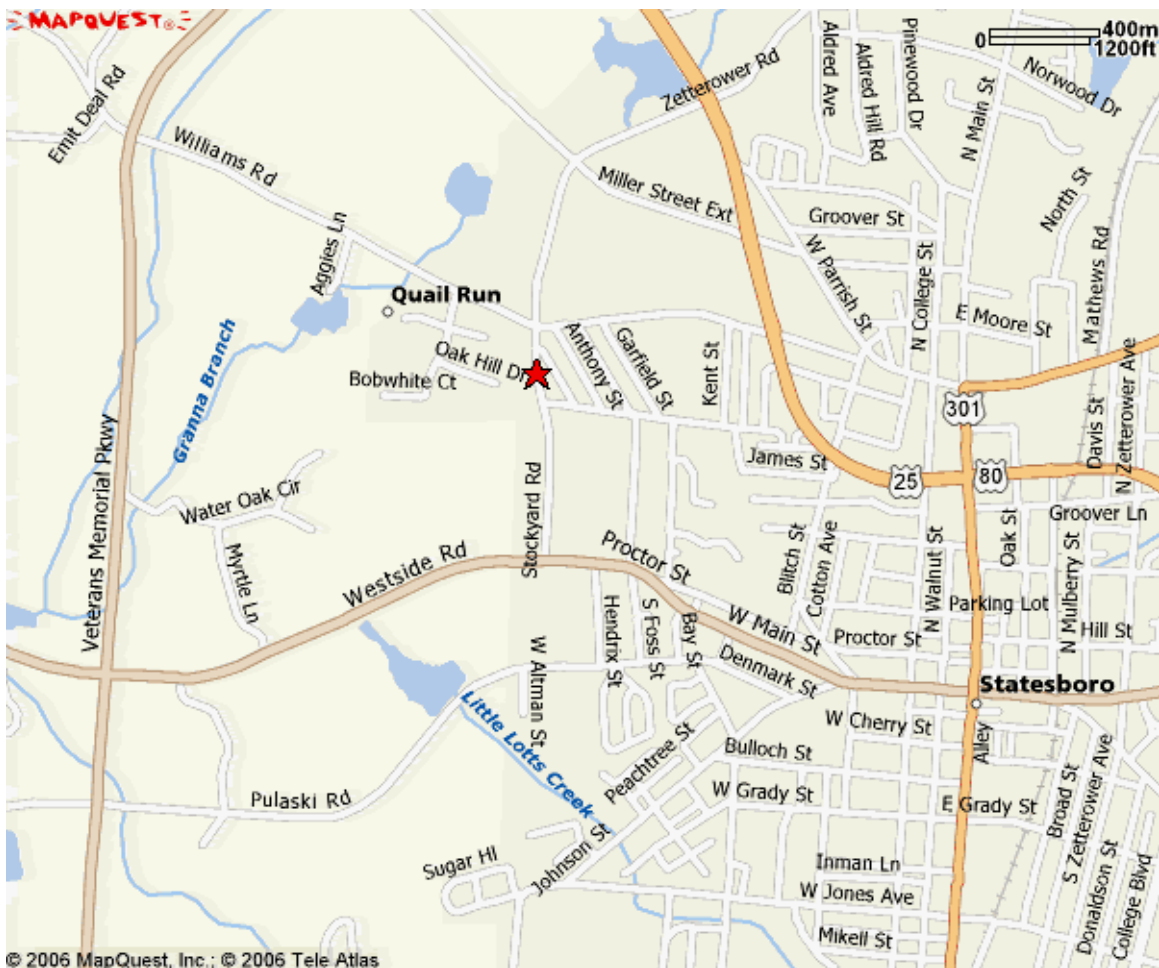 MAPQUEST
0 400m
1200ft
Emit Deal Rd
Williams Rd
Zetterower Rd
Aldred Ave
Aldred Hill Rd
Pinewood Dr
N Main St
Norwood Dr
Miller Street Ext
Groover St
North St
Mathews Rd
Aggies Ln
Quail Run
W Parrish St
N College St
E Moore St
Granna Branch
Oak Hill Dr
Bobwhite Ct
Anthony St
Garfield St
Kent St
301
Davis St
N Zetterower Ave
Veterans Memorial Pkwy
James St
25
80
Water Oak Cir
Stockyard Rd
Groover Ln
Myrtle Ln
Westside Rd
Proctor St
Blitch St
Cotton Ave
N Walnut St
Oak St
N Mulberry St
Parking Lot
Hendrix St
S Foss St
Bay St
W Main St
Proctor St
Hill St
W Altman St
Denmark St
Statesboro
Little Lotts Creek
W Cherry St
Alley
Peachtree St
Bulloch St
Pulaski Rd
W Grady St
E Grady St
Broad St
S Zetterower Ave
Sugar Hl
Johnson St
Inman Ln
W Jones Ave
Mikell St
Donaldson St
College Blvd
© 2006 MapQuest, Inc.; © 2006 Tele Atlas